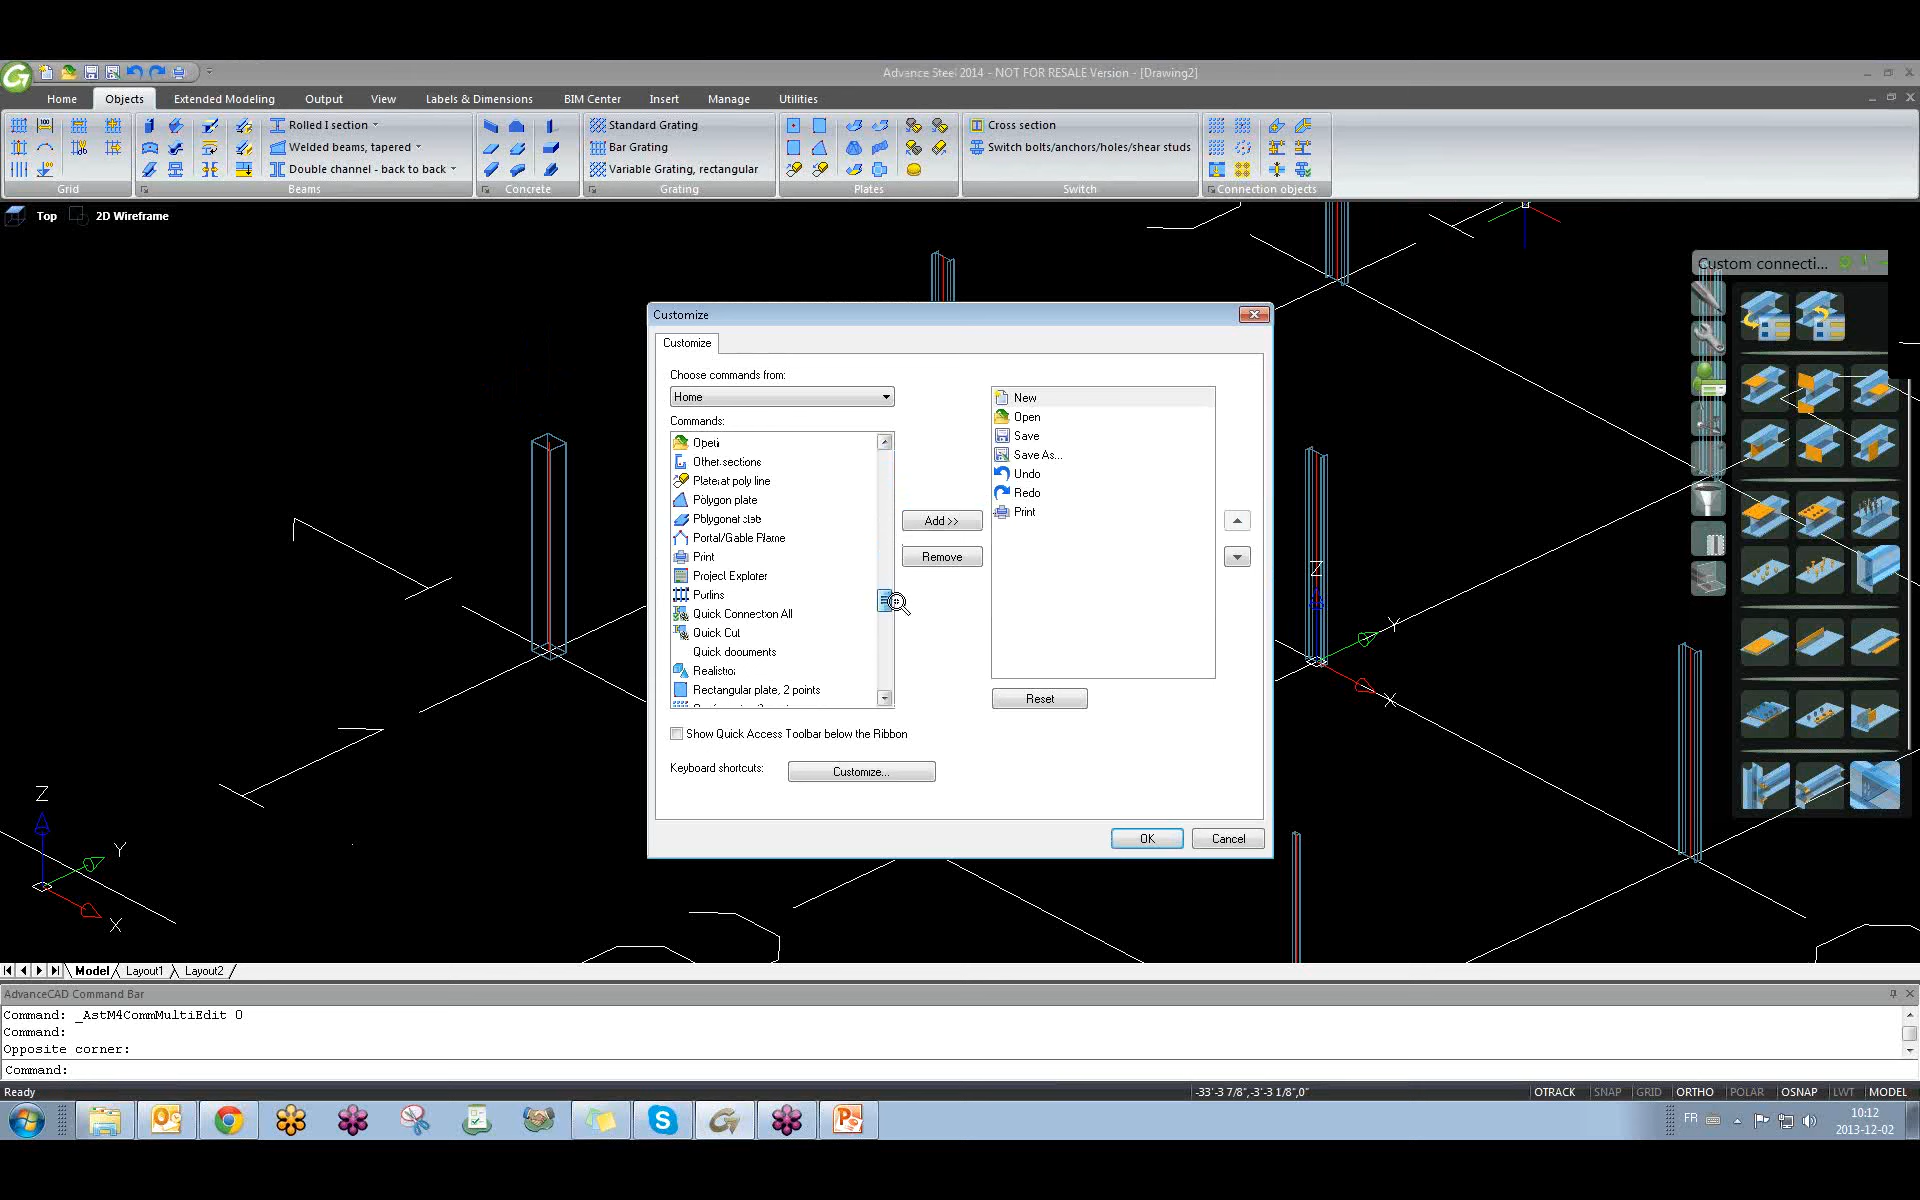 Advance Steel 2014 - NOT FOR RESALE Version - [Drawing2]
Home Objects Extended Modeling Output View Labels & Dimensions BIM Center Insert Manage Utilities
Rolled I section
Welded beams, tapered
Double channel - back to back
Standard Grating
Bar Grating
Variable Grating, rectangular
Cross section
Switch bolts/anchors/holes/shear studs
Grid Beams Concrete Grating Plates Switch Connection objects
Top 2D Wireframe
Custom connecti...
Customize
Customize
Choose commands from:
Home
Commands:
Open
Other sections
Plate at poly line
Polygon plate
Polygonal slab
Portal/Gable Frame
Print
Project Explorer
Purlins
Quick Connection All
Quick Cut
Quick documents
Realistic
Rectangular plate, 2 points
Add >>
Remove
New
Open
Save
Save As...
Undo
Redo
Print
Reset
Show Quick Access Toolbar below the Ribbon
Keyboard shortcuts:
Customize...
OK
Cancel
Z
Y
X
Z
Y
X
Model Layout1 Layout2
AdvanceCAD Command Bar
Command: _AstM4CommMultiEdit 0
Command:
Opposite corner:
Command:
Ready
-33'-3 7/8",-3'-3 1/8",0"
OTRACK SNAP GRID ORTHO POLAR OSNAP LWT MODEL
FR
10:12
2013-12-02